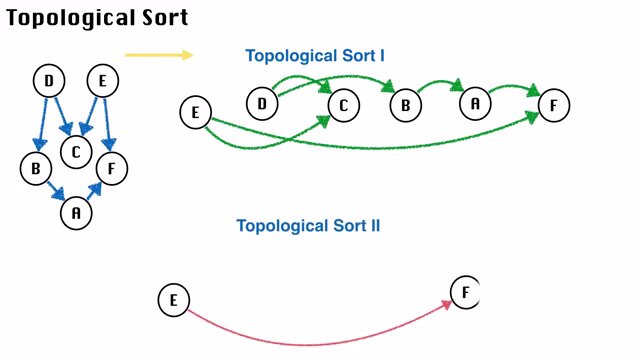 Topological Sort
Topological Sort I
D E
E D C B A F
C
B F
A
Topological Sort II
E F